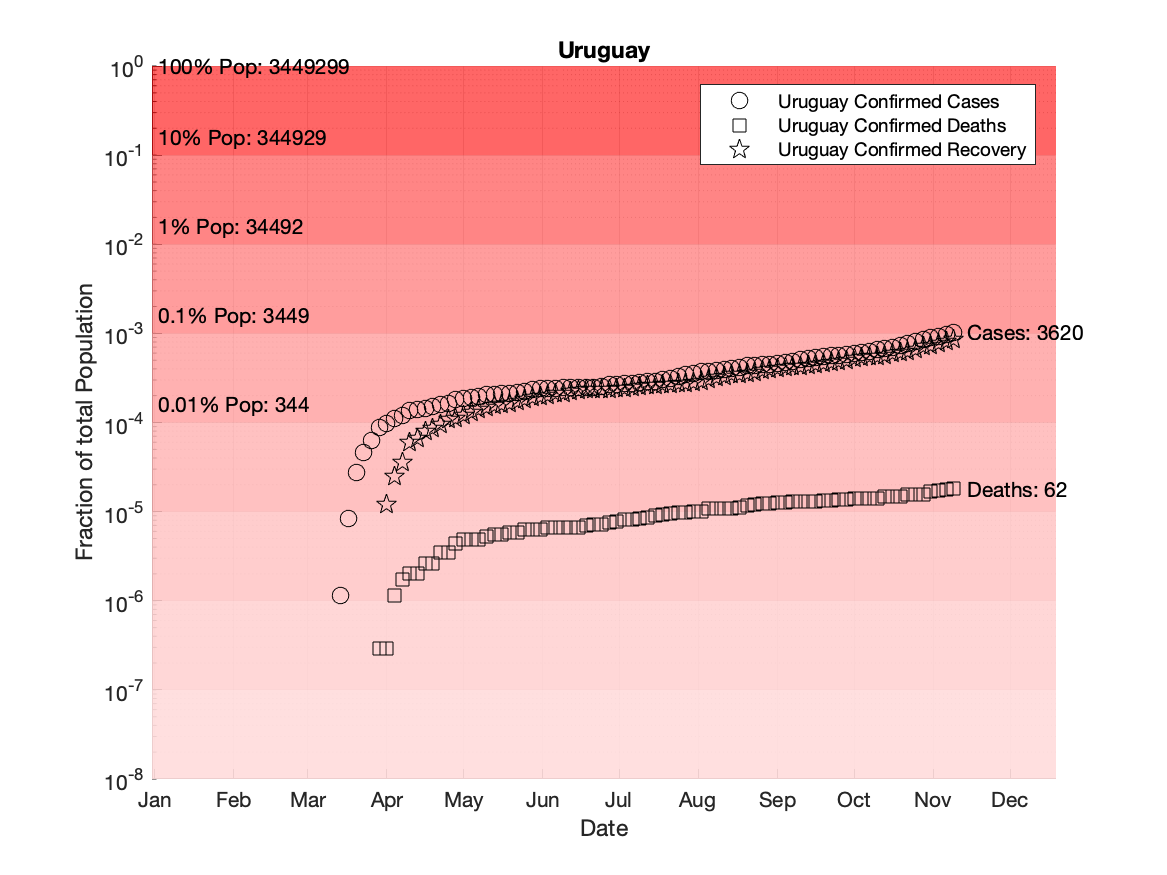 Uruguay
10^0
10^-1
10^-2
10^-3
10^-4
10^-5
10^-6
10^-7
10^-8
Fraction of total Population
100% Pop: 3449299
10% Pop: 344929
1% Pop: 34492
0.1% Pop: 3449
0.01% Pop: 344
Uruguay Confirmed Cases
Uruguay Confirmed Deaths
Uruguay Confirmed Recovery
Cases: 3620
Deaths: 62
Jan Feb Mar Apr May Jun Jul Aug Sep Oct Nov Dec
Date